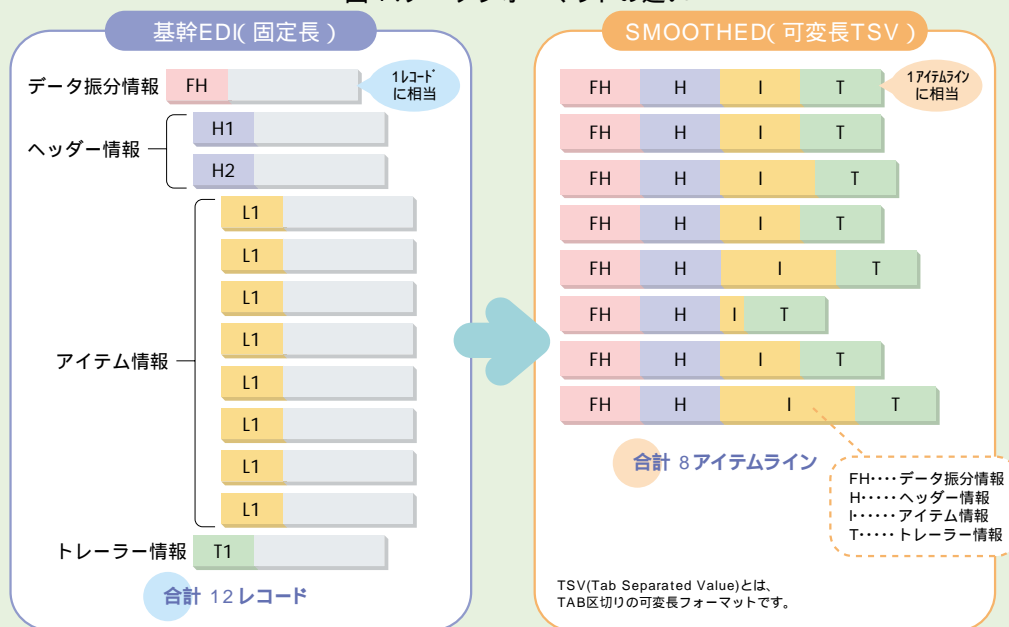 基幹EDI(固定長)
データ振分情報
FH
1レコード
に相当
ヘッダー情報
H1
H2
アイテム情報
L1
L1
L1
L1
L1
L1
L1
L1
トレーラー情報
T1
合計 12レコード
SMOOTHED(可変長TSV)
FH H I T
1アイテムライン
に相当
FH H I T
FH H I T
FH H I T
FH H I T
FH H I T
FH H I T
FH H I T
合計 8アイテムライン
FH････データ振分情報
H･････ヘッダー情報
I･･････アイテム情報
T･････トレーラー情報
TSV(Tab Separated Value)とは、
TAB区切りの可変長フォーマットです。